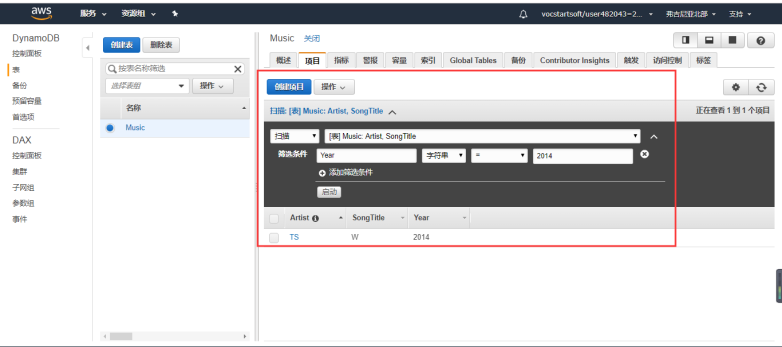 aws 服务 资源组 vocstartsoft/user482043-2... 弗吉尼亚北部 支持
DynamoDB
控制面板
表
备份
预留容量
首选项
DAX
控制面板
集群
子网组
参数组
事件
创建表 删除表
按表名称筛选
选择表组 操作
名称
Music
Music 关闭
概述 项目 指标 警报 容量 索引 Global Tables 备份 Contributor Insights 触发 访问控制 标签
创建项目 操作
扫描: [表] Music: Artist, SongTitle 正在查看 1 到 1 个项目
扫描 [表] Music: Artist, SongTitle
筛选条件 Year 字符串 = 2014
添加筛选条件
启动
Artist SongTitle Year
TS W 2014